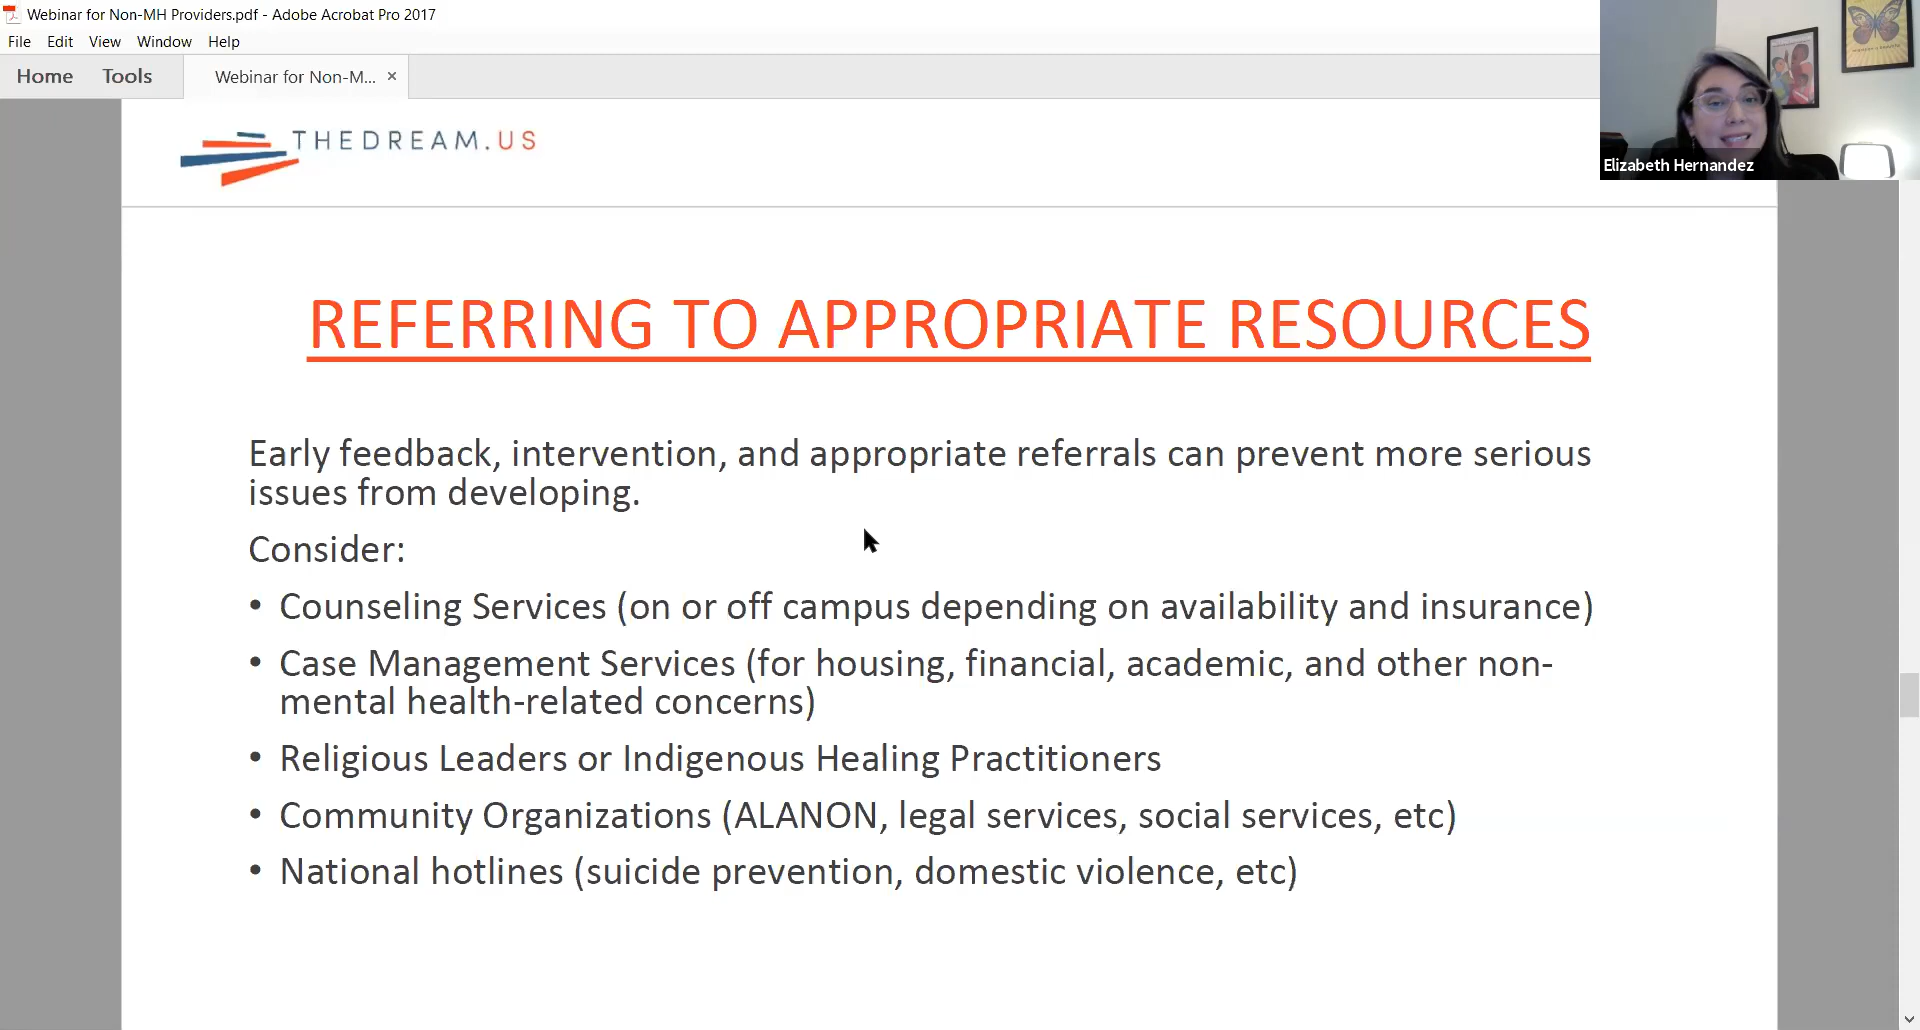 Webinar for Non-MH Providers.pdf - Adobe Acrobat Pro 2017
File Edit View Window Help
Home Tools Webinar for Non-M... ×
THEDREAM.US
Elizabeth Hernandez
REFERRING TO APPROPRIATE RESOURCES
Early feedback, intervention, and appropriate referrals can prevent more serious
issues from developing.
Consider:
• Counseling Services (on or off campus depending on availability and insurance)
• Case Management Services (for housing, financial, academic, and other non-
mental health-related concerns)
• Religious Leaders or Indigenous Healing Practitioners
• Community Organizations (ALANON, legal services, social services, etc)
• National hotlines (suicide prevention, domestic violence, etc)